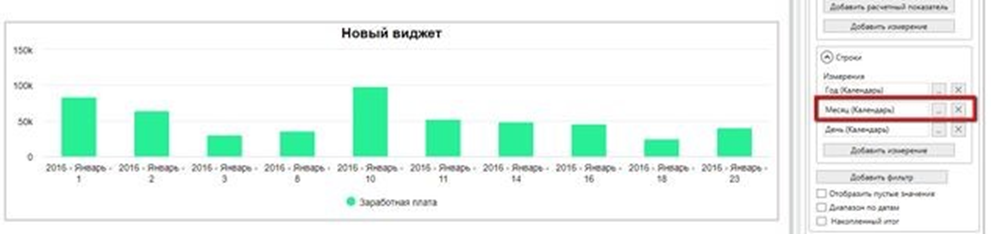 Новый виджет
150k
100k
50k
0
2016 - Январь - 2016 - Январь - 2016 - Январь - 2016 - Январь - 2016 - Январь - 2016 - Январь - 2016 - Январь - 2016 - Январь - 2016 - Январь - 2016 - Январь -
1 2 3 8 10 11 14 16 18 23
Заработная плата
Добавить расчетный показатель
Добавить измерение
Строки
Измерения
Год (Календарь) ... X
Месяц (Календарь) ... X
День (Календарь) ... X
Добавить измерение
Добавить фильтр
Отобразить пустые значения
Диапазон по датам
Накопленный итог